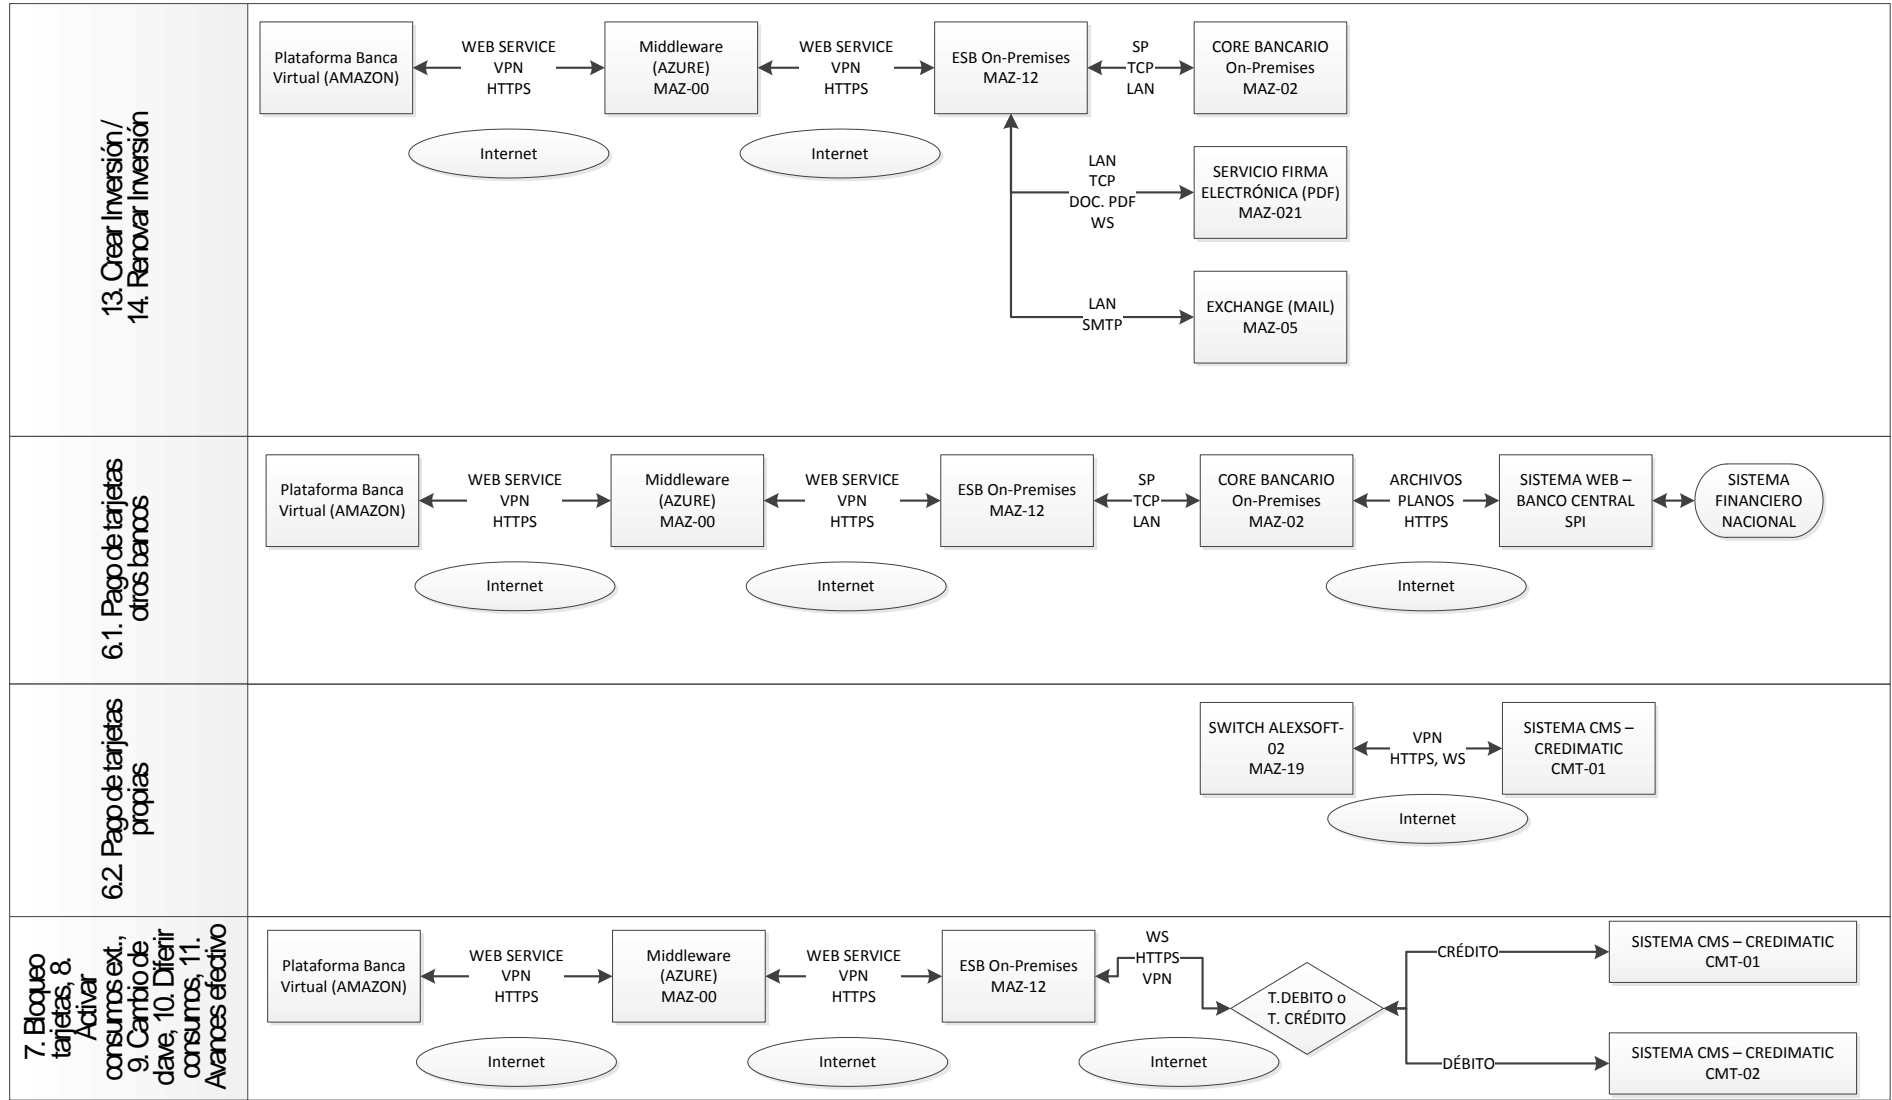 13. Crear Inversión /
14. Renovar Inversión
Plataforma Banca
Virtual (AMAZON)
WEB SERVICE
VPN
HTTPS
Internet
Middleware
(AZURE)
MAZ-00
WEB SERVICE
VPN
HTTPS
Internet
ESB On-Premises
MAZ-12
SP
TCP
LAN
CORE BANCARIO
On-Premises
MAZ-02
LAN
TCP
DOC. PDF
WS
SERVICIO FIRMA
ELECTRÓNICA (PDF)
MAZ-021
LAN
SMTP
EXCHANGE (MAIL)
MAZ-05
6.1. Pago de tarjetas
otros bancos
Plataforma Banca
Virtual (AMAZON)
WEB SERVICE
VPN
HTTPS
Internet
Middleware
(AZURE)
MAZ-00
WEB SERVICE
VPN
HTTPS
Internet
ESB On-Premises
MAZ-12
SP
TCP
LAN
CORE BANCARIO
On-Premises
MAZ-02
ARCHIVOS
PLANOS
HTTPS
Internet
SISTEMA WEB –
BANCO CENTRAL
SPI
SISTEMA
FINANCIERO
NACIONAL
6.2. Pago de tarjetas
propias
SWITCH ALEXSOFT-
02
MAZ-19
VPN
HTTPS, WS
Internet
SISTEMA CMS –
CREDIMATIC
CMT-01
7. Bloqueo
tarjetas, 8.
Activar
consumos ext.,
9. Cambio de
clave, 10. Diferir
consumos, 11.
Avances efectivo
Plataforma Banca
Virtual (AMAZON)
WEB SERVICE
VPN
HTTPS
Internet
Middleware
(AZURE)
MAZ-00
WEB SERVICE
VPN
HTTPS
Internet
ESB On-Premises
MAZ-12
WS
HTTPS
VPN
Internet
T.DEBITO o
T. CRÉDITO
CRÉDITO
SISTEMA CMS – CREDIMATIC
CMT-01
DÉBITO
SISTEMA CMS – CREDIMATIC
CMT-02